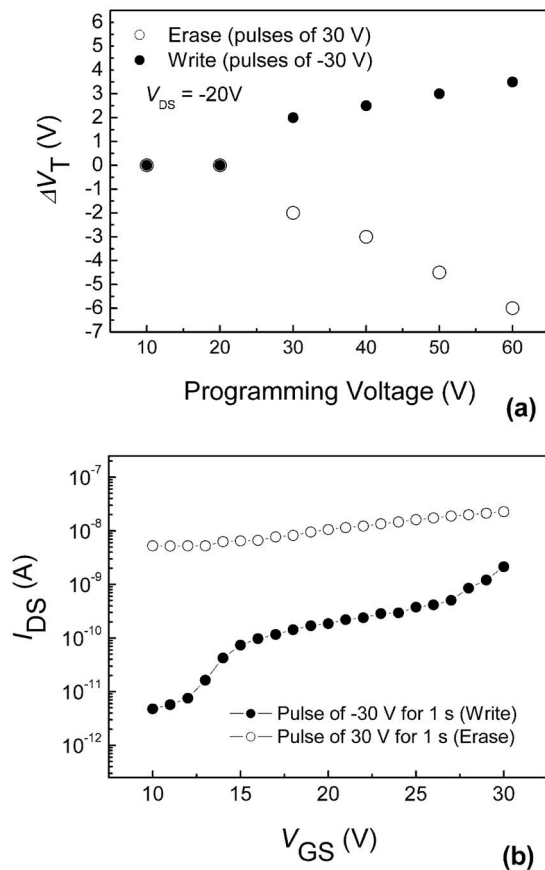 6
5
4
3
2
1
0
-1
-2
-3
-4
-5
-6
-7
ΔV_T (V)
Erase (pulses of 30 V)
Write (pulses of -30 V)
V_DS = -20V
10 20 30 40 50 60
Programming Voltage (V)
(a)
10^-7
10^-8
10^-9
10^-10
10^-11
10^-12
I_DS (A)
Pulse of -30 V for 1 s (Write)
Pulse of 30 V for 1 s (Erase)
10 15 20 25 30
V_GS (V)
(b)